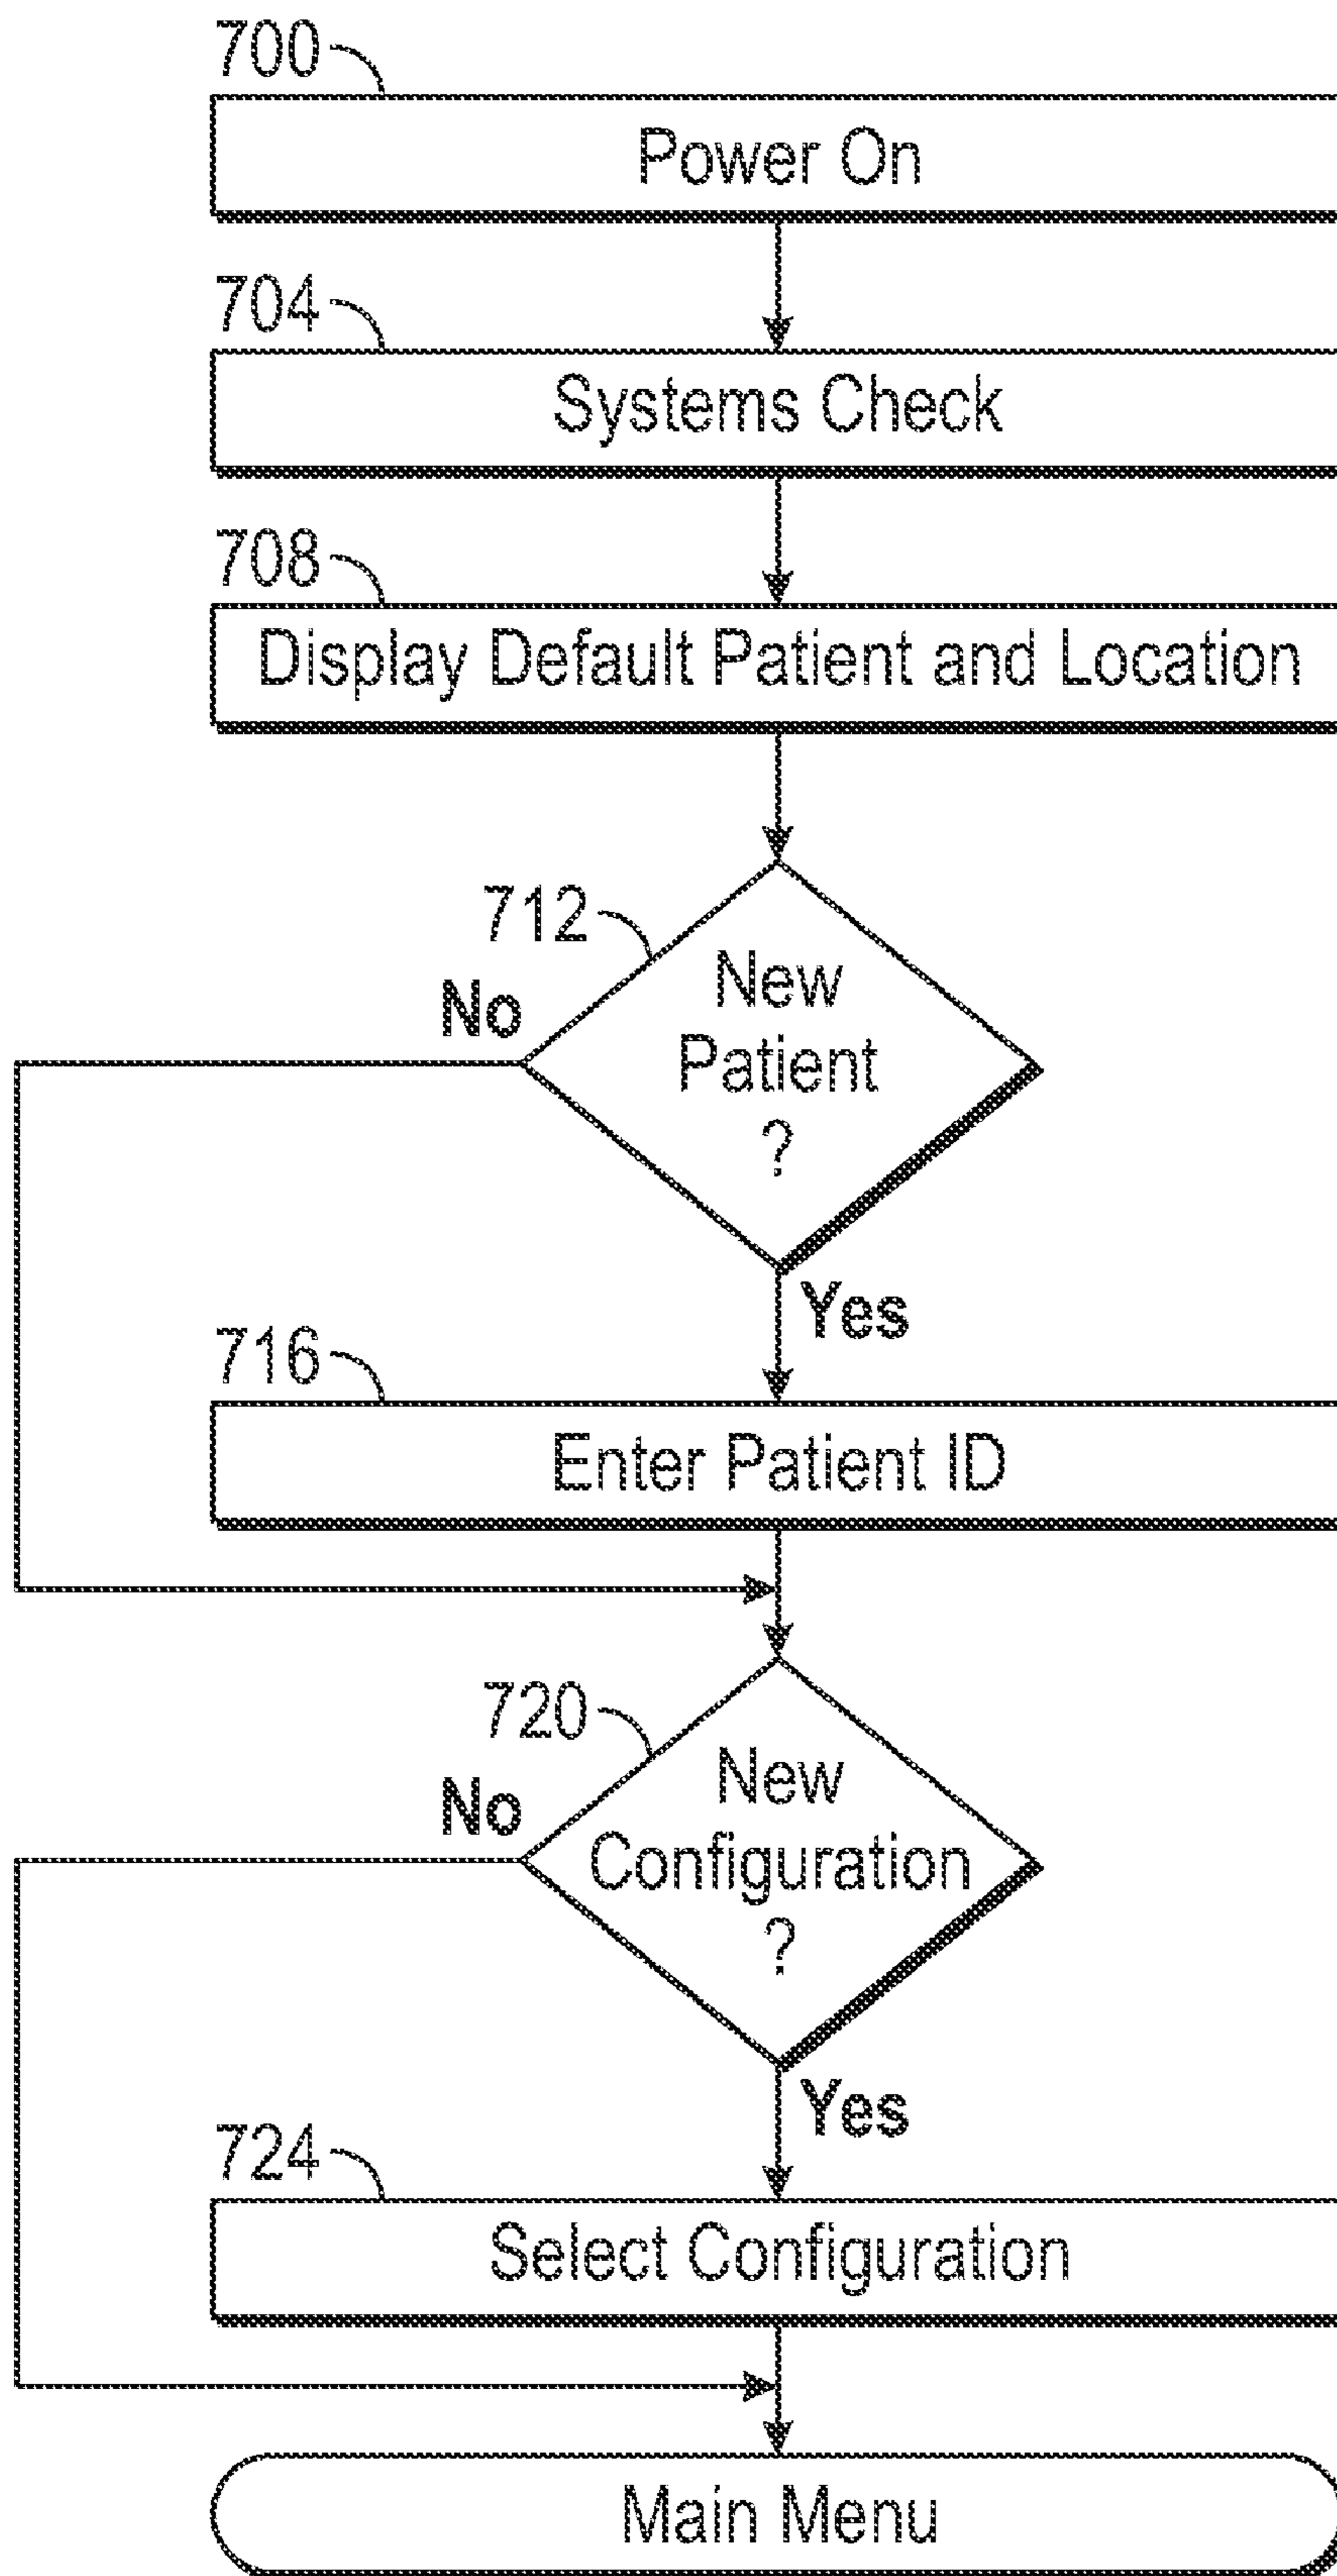 700
Power On
704
Systems Check
708
Display Default Patient and Location
712
No
New
Patient
?
Yes
716
Enter Patient ID
720
No
New
Configuration
?
Yes
724
Select Configuration
Main Menu